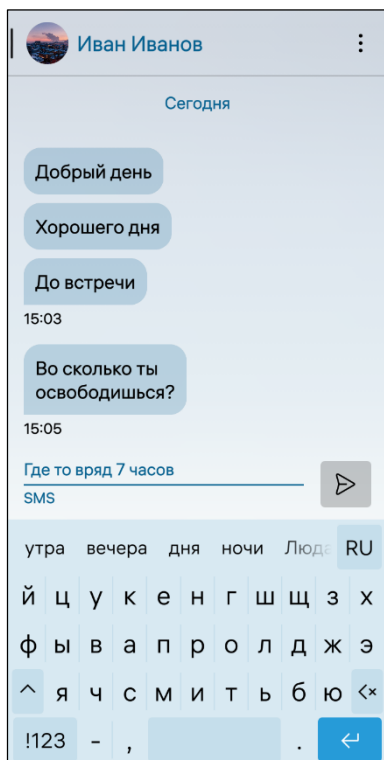 Иван Иванов
Сегодня
Добрый день
Хорошего дня
До встречи
15:03
Во сколько ты
освободишься?
15:05
Где то вряд 7 часов
SMS
утра вечера дня ночи Люда RU
й ц у к е н г ш щ з х
ф ы в а п р о л д ж э
я ч с м и т ь б ю
!123 - , .